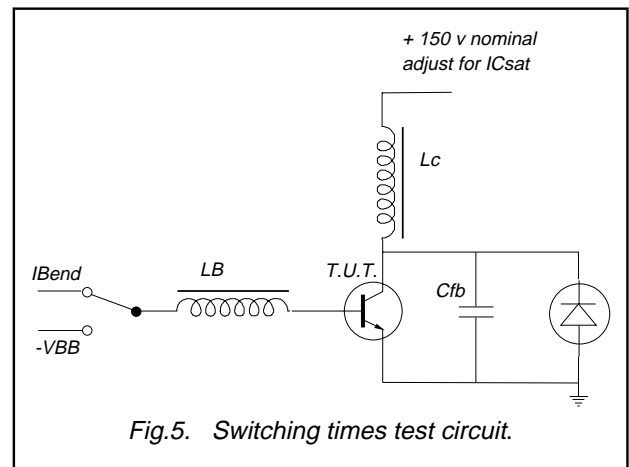 + 150 v nominal
adjust for ICsat
Lc
IBend
LB
T.U.T.
Cfb
-VBB
Fig.5. Switching times test circuit.